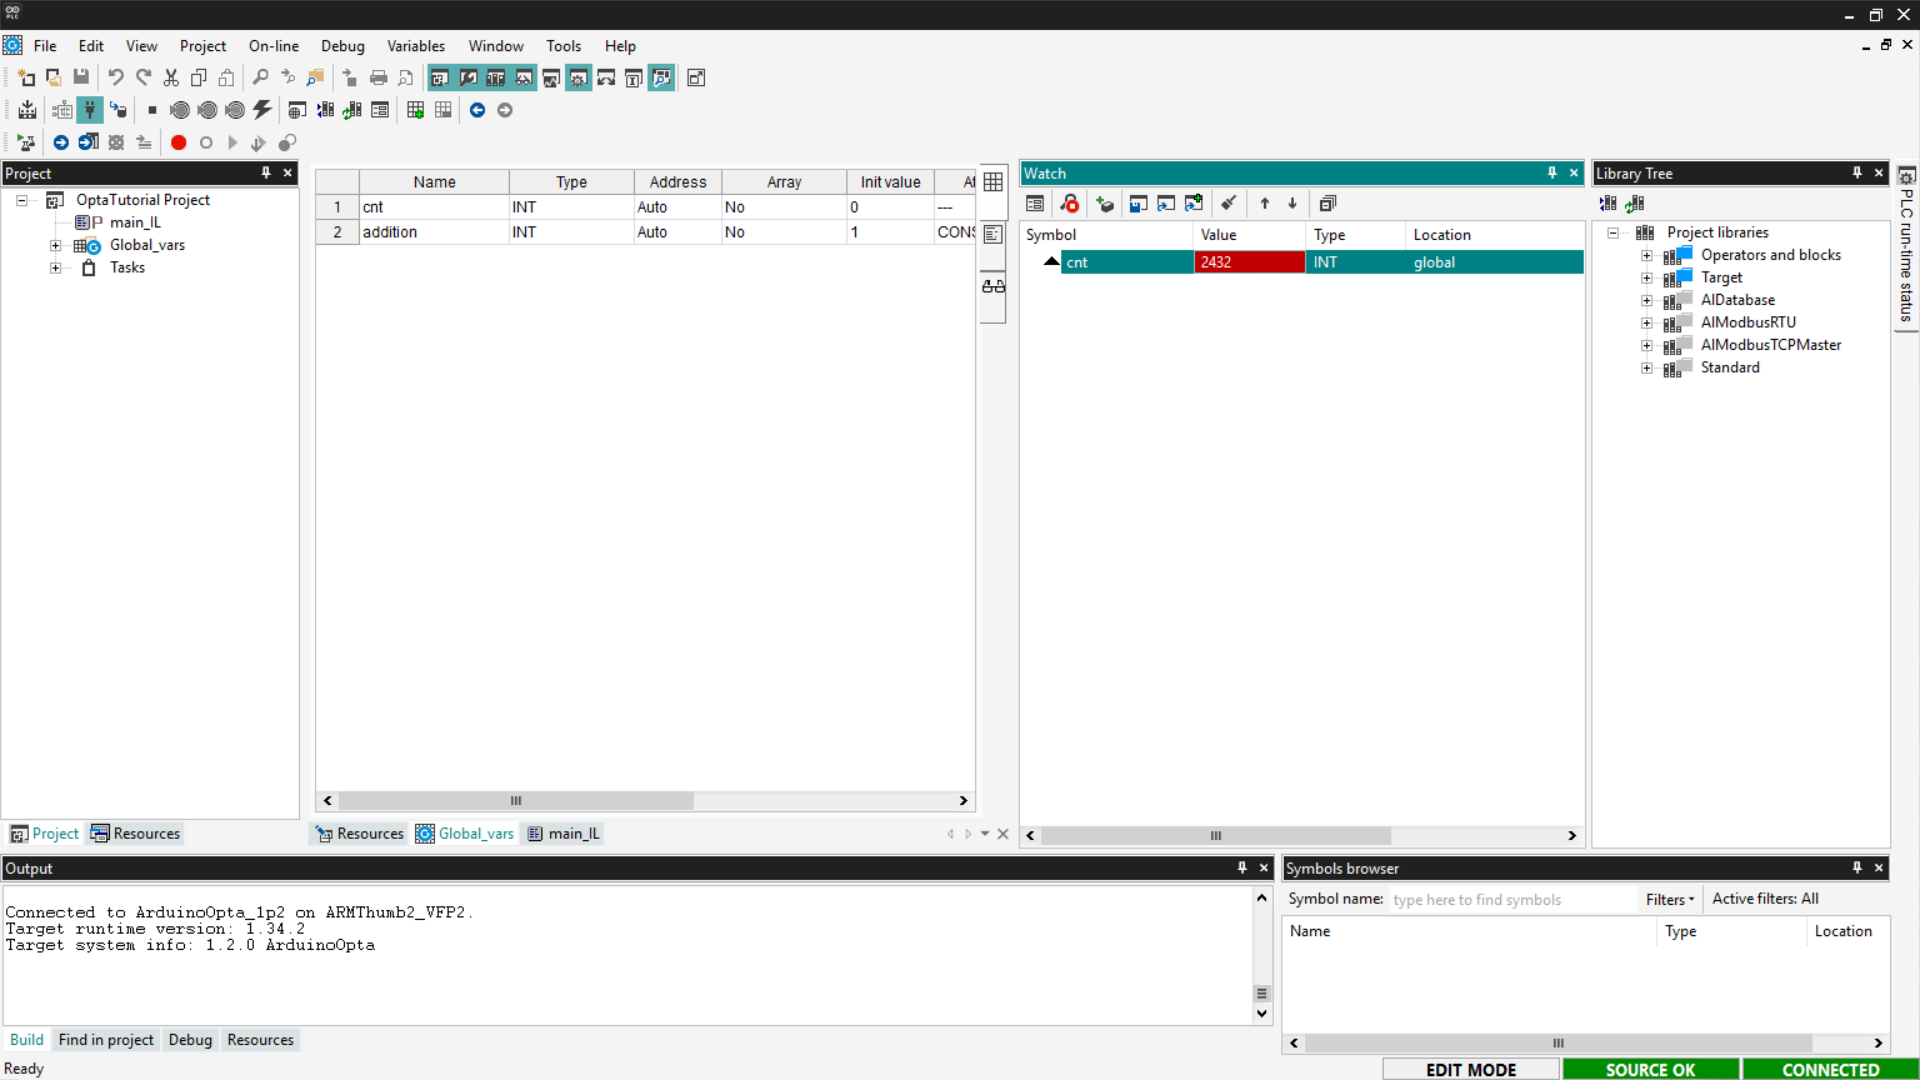 PLC
File Edit View Project On-line Debug Variables Window Tools Help
Project
OptaTutorial Project
main_IL
Global_vars
Tasks
Project Resources
Name Type Address Array Init value At
1 cnt INT Auto No 0 ---
2 addition INT Auto No 1 CONS
Resources Global_vars main_IL
Watch
Symbol Value Type Location
cnt 2432 INT global
Library Tree
Project libraries
Operators and blocks
Target
AlDatabase
AlModbusRTU
AlModbusTCPMaster
Standard
PLC run-time status
Output
Connected to ArduinoOpta_1p2 on ARMThumb2_VFP2.
Target runtime version: 1.34.2
Target system info: 1.2.0 ArduinoOpta
Build Find in project Debug Resources
Symbols browser
Symbol name: type here to find symbols Filters Active filters: All
Name Type Location
Ready
EDIT MODE SOURCE OK CONNECTED